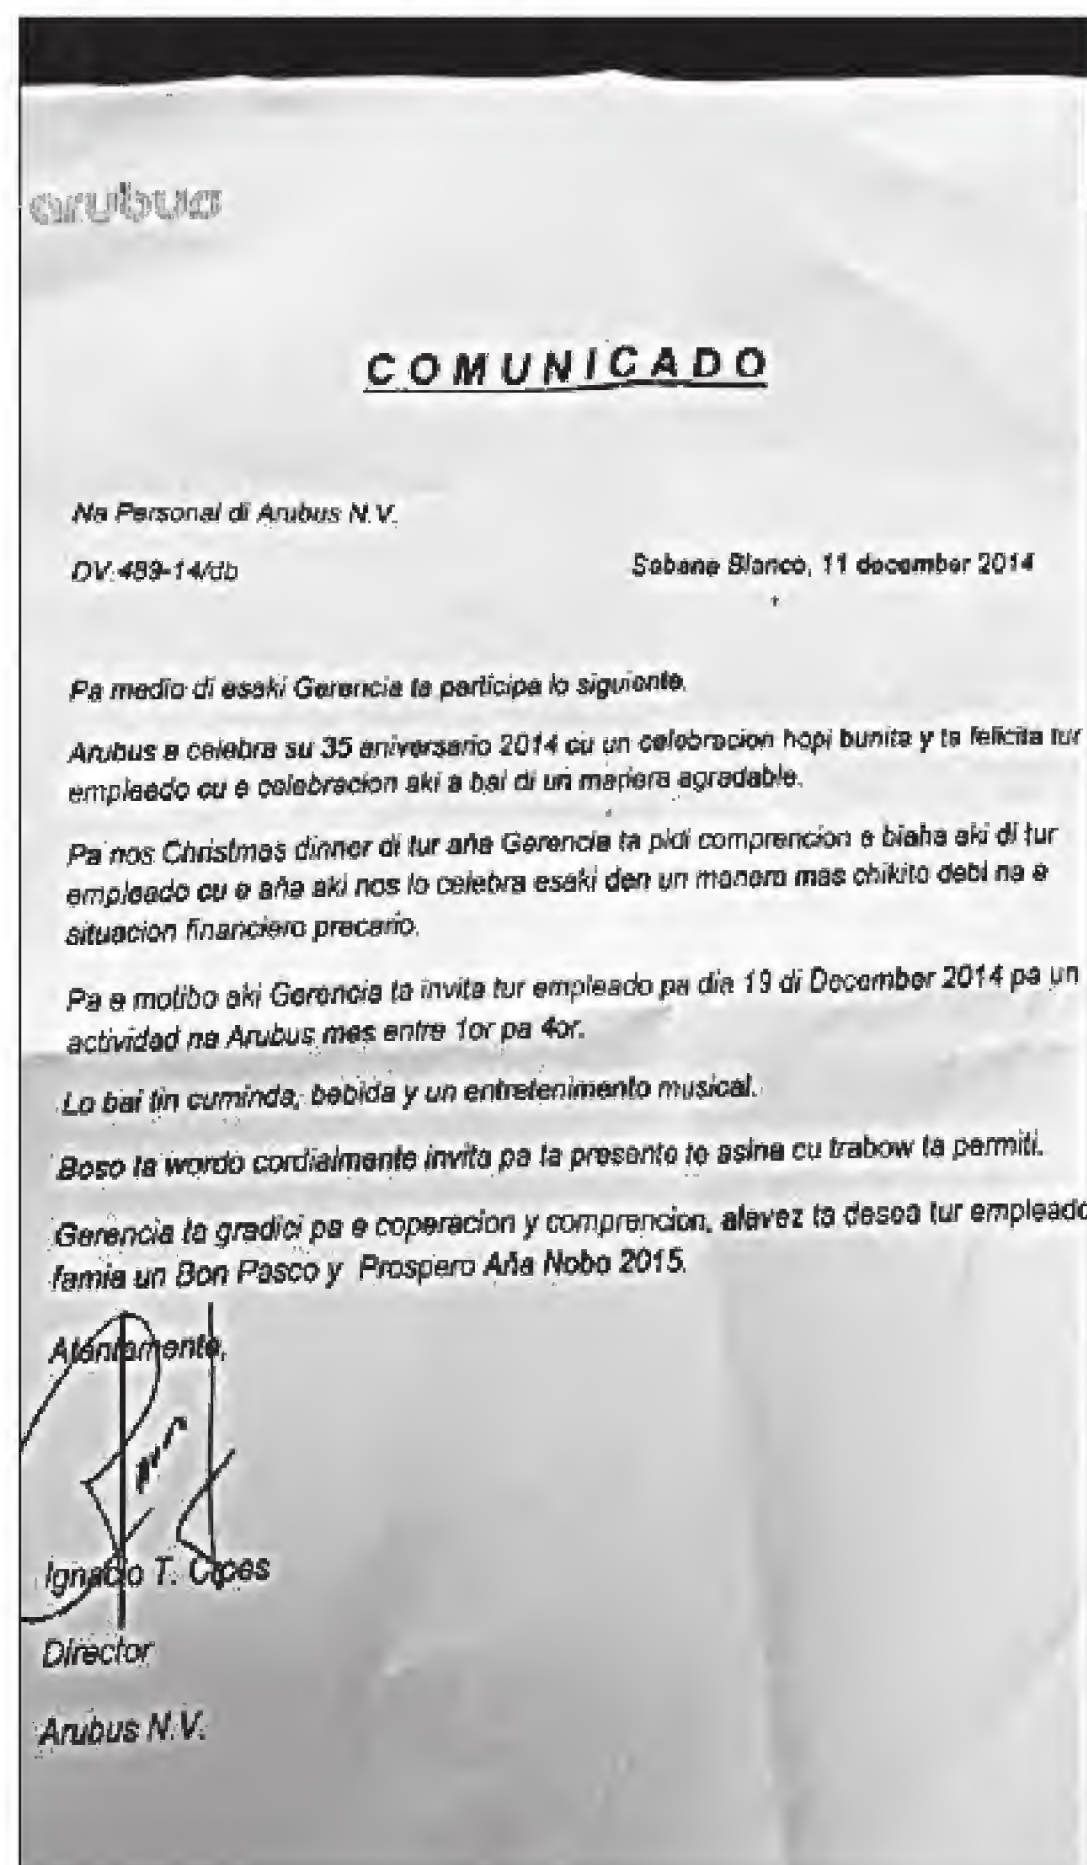 arubus
COMUNICADO
Na Personal di Arubus N.V.
DV:489-14/db
Sabana Blanco, 11 december 2014
Pa medio di esaki Gerencia ta participa lo siguiente.
Arubus a celebra su 35 aniversario 2014 cu un celebracion hopi bunita y ta felicita tur
empleado cu e celebracion aki a bai di un manera agradable.
Pa nos Christmas dinner di tur aña Gerencia ta pidi comprencion e biaha aki di tur
empleado cu e aña aki nos lo celebra esaki den un manera mas chikito debi na e
situacion financiero precario.
Pa e motibo aki Gerencia ta invita tur empleado pa dia 19 di December 2014 pa un
actividad na Arubus mes entre 1or pa 4or.
Lo bai tin cuminda, bebida y un entretenimento musical.
Boso ta wordo cordialmente invita pa ta presente te asina cu trabow ta permiti.
Gerencia ta gradici pa e coperacion y comprencion, alavez ta desea tur empleado
famia un Bon Pasco y Prospero Aña Nobo 2015.
Atentamente,
Ignacio T.
Director
Arubus N.V.